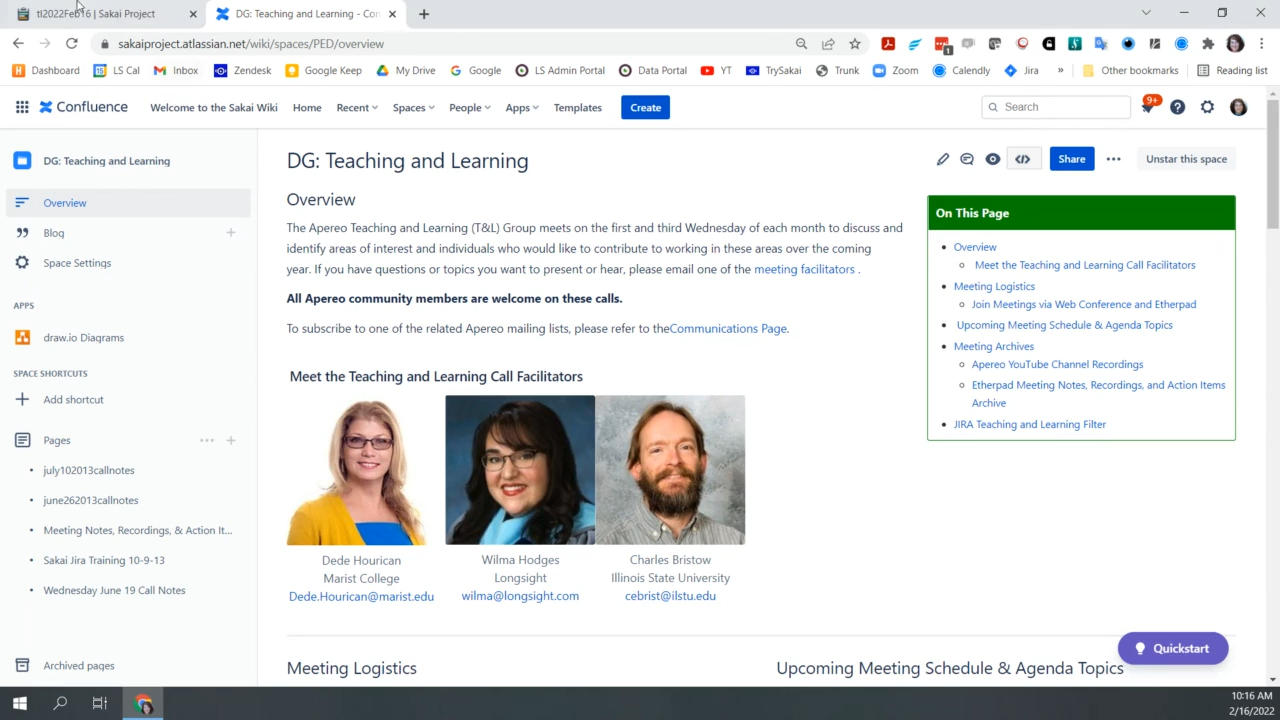 tl2022Feb16 | Sakai Project
DG: Teaching and Learning - Con
sakaiproject.atlassian.net/wiki/spaces/PED/overview
Dashboard LS Cal Inbox Zendesk Google Keep My Drive Google LS Admin Portal Data Portal YT TrySakai Trunk Zoom Calendly Jira » Other bookmarks Reading list
Confluence Welcome to the Sakai Wiki Home Recent Spaces People Apps Templates Create Search 9+
DG: Teaching and Learning
Overview
Blog
Space Settings
APPS
draw.io Diagrams
SPACE SHORTCUTS
Add shortcut
Pages
july102013callnotes
june262013callnotes
Meeting Notes, Recordings, & Action It...
Sakai Jira Training 10-9-13
Wednesday June 19 Call Notes
Archived pages
DG: Teaching and Learning
Share
Unstar this space
Overview
The Apereo Teaching and Learning (T&L) Group meets on the first and third Wednesday of each month to discuss and
identify areas of interest and individuals who would like to contribute to working in these areas over the coming
year. If you have questions or topics you want to present or hear, please email one of the meeting facilitators .
All Apereo community members are welcome on these calls.
To subscribe to one of the related Apereo mailing lists, please refer to theCommunications Page.
Meet the Teaching and Learning Call Facilitators
Dede Hourican
Marist College
Dede.Hourican@marist.edu
Wilma Hodges
Longsight
wilma@longsight.com
Charles Bristow
Illinois State University
cebrist@ilstu.edu
On This Page
Overview
Meet the Teaching and Learning Call Facilitators
Meeting Logistics
Join Meetings via Web Conference and Etherpad
Upcoming Meeting Schedule & Agenda Topics
Meeting Archives
Apereo YouTube Channel Recordings
Etherpad Meeting Notes, Recordings, and Action Items
Archive
JIRA Teaching and Learning Filter
Quickstart
Meeting Logistics
Upcoming Meeting Schedule & Agenda Topics
10:16 AM
2/16/2022